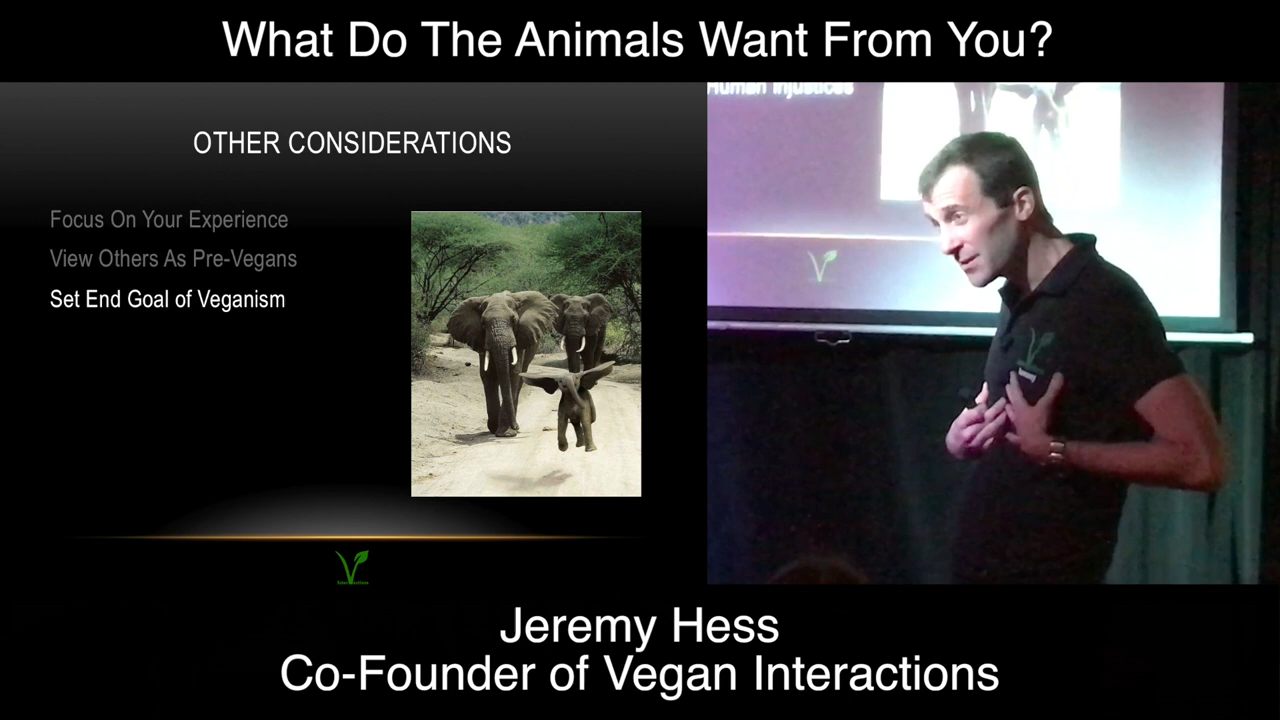 What Do The Animals Want From You?
OTHER CONSIDERATIONS
Focus On Your Experience
View Others As Pre-Vegans
Set End Goal of Veganism
Human Injustices
Jeremy Hess
Co-Founder of Vegan Interactions